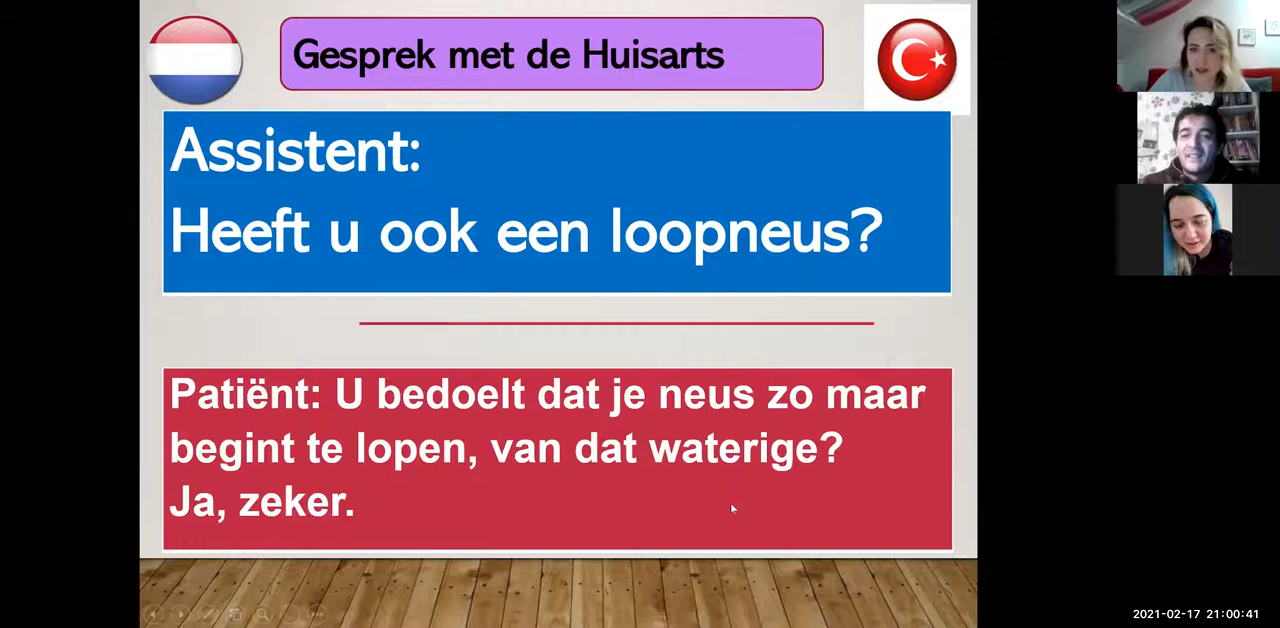 Gesprek met de Huisarts
Assistent:
Heeft u ook een loopneus?
Patiënt: U bedoelt dat je neus zo maar
begint te lopen, van dat waterige?
Ja, zeker.
2021-02-17 21:00:41